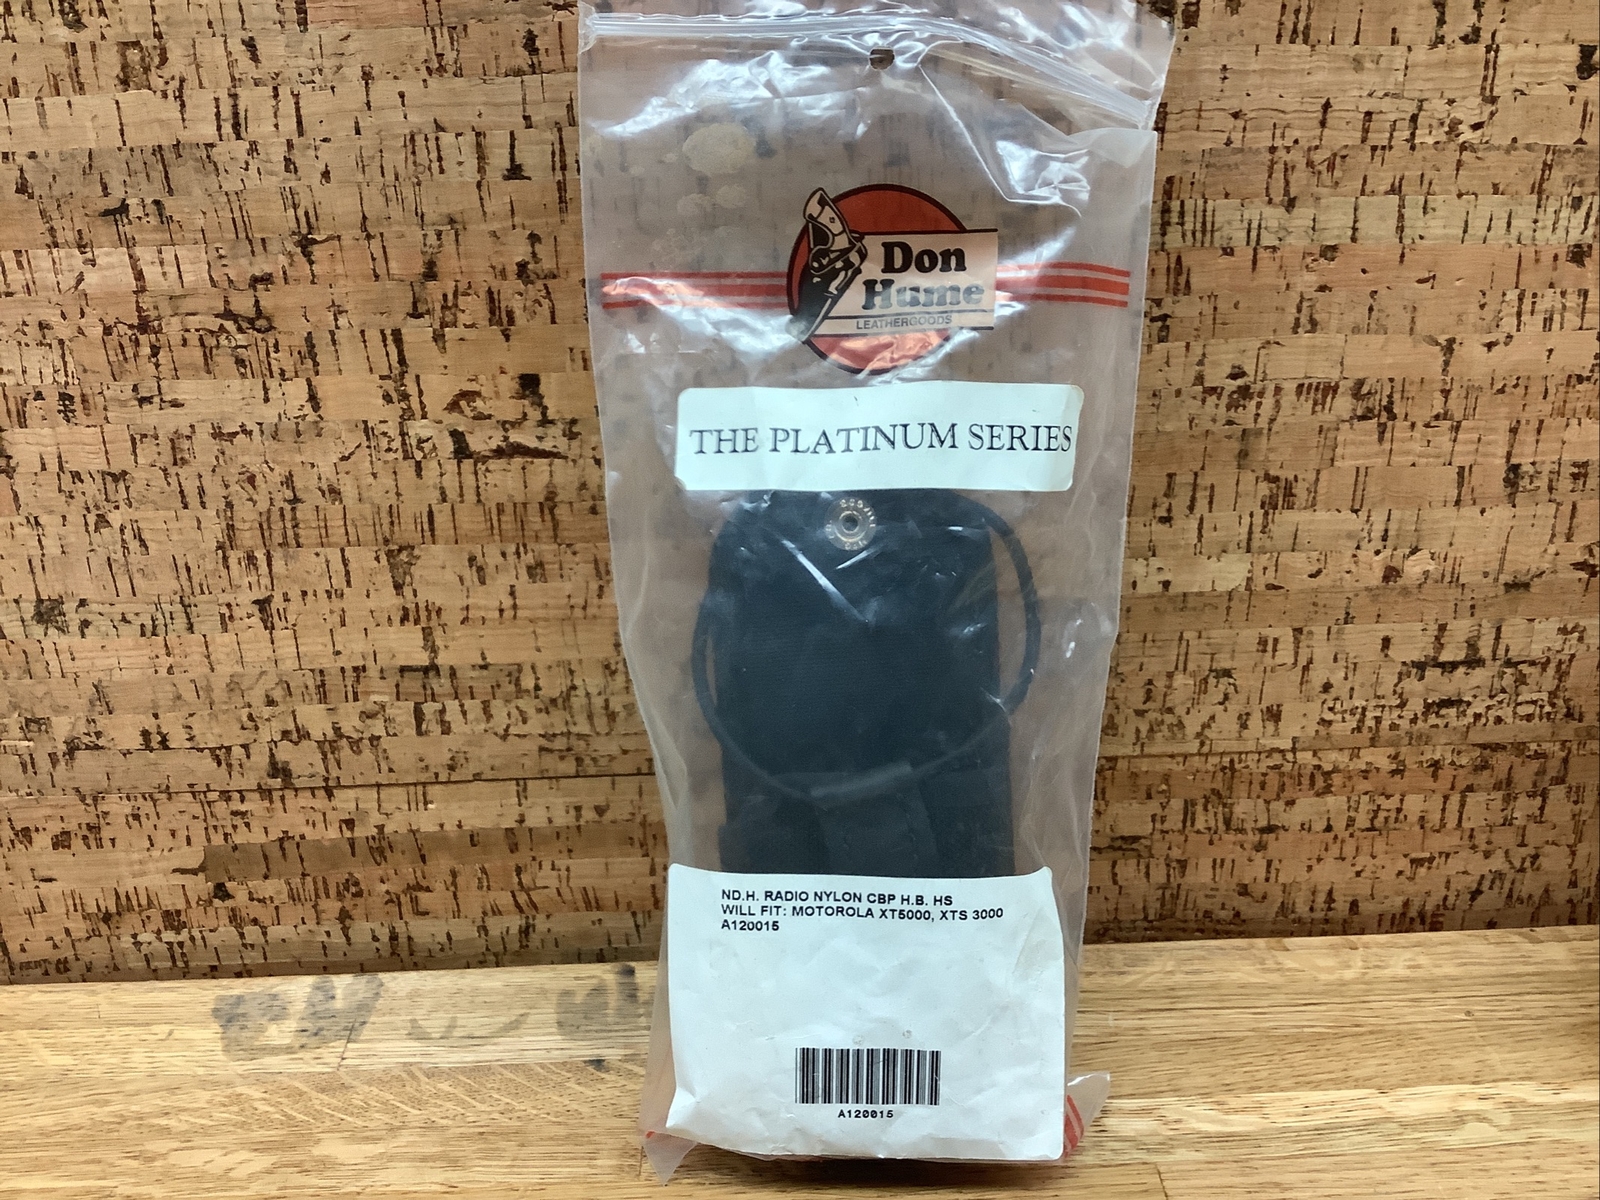 Don
Hume
LEATHERGOODS
THE PLATINUM SERIES
ND.H. RADIO NYLON CBP H.B. HS
WILL FIT: MOTOROLA XT5000, XTS 3000
A120015
A120015